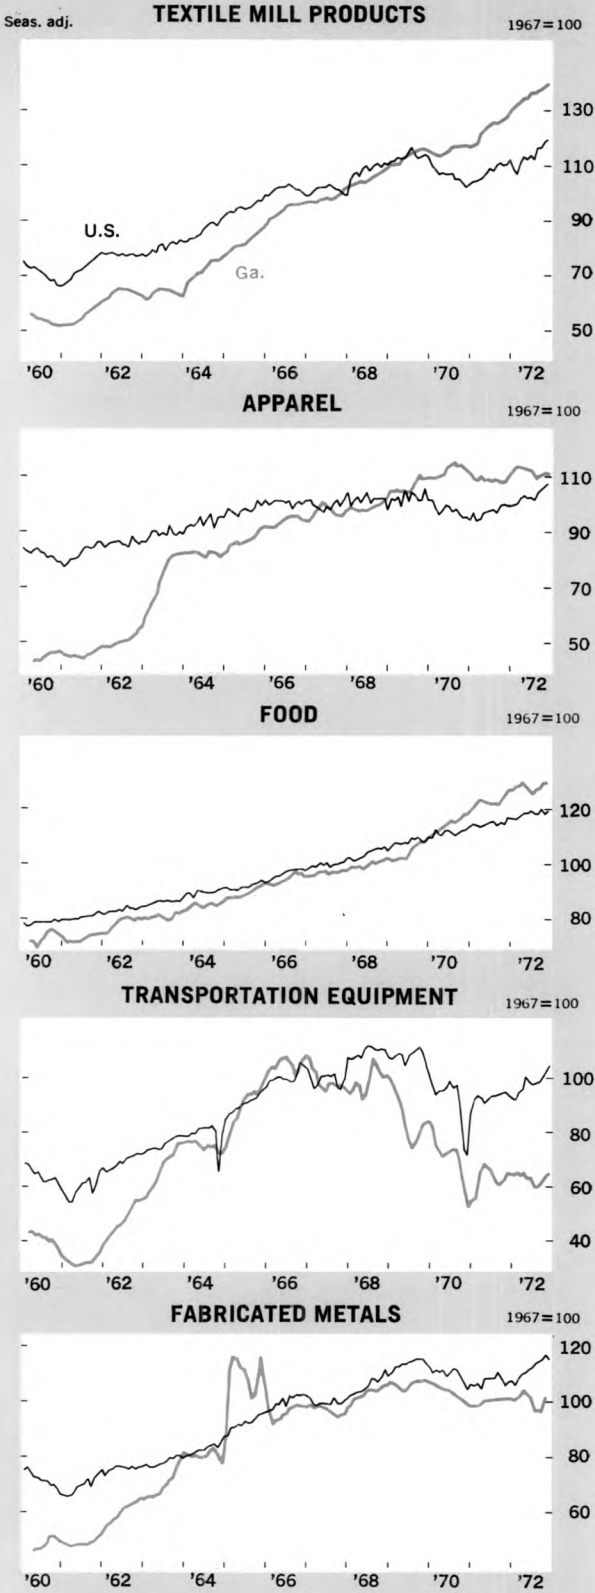 TEXTILE MILL PRODUCTS
Seas. adj. 1967=100
130
110
90
U.S.
70
Ga.
50
'60 '62 '64 '66 '68 '70 '72
APPAREL
1967=100
110
90
70
50
'60 '62 '64 '66 '68 '70 '72
FOOD
1967=100
120
100
80
'60 '62 '64 '66 '68 '70 '72
TRANSPORTATION EQUIPMENT
1967=100
100
80
60
40
'60 '62 '64 '66 '68 '70 '72
FABRICATED METALS
1967=100
120
100
80
60
'60 '62 '64 '66 '68 '70 '72